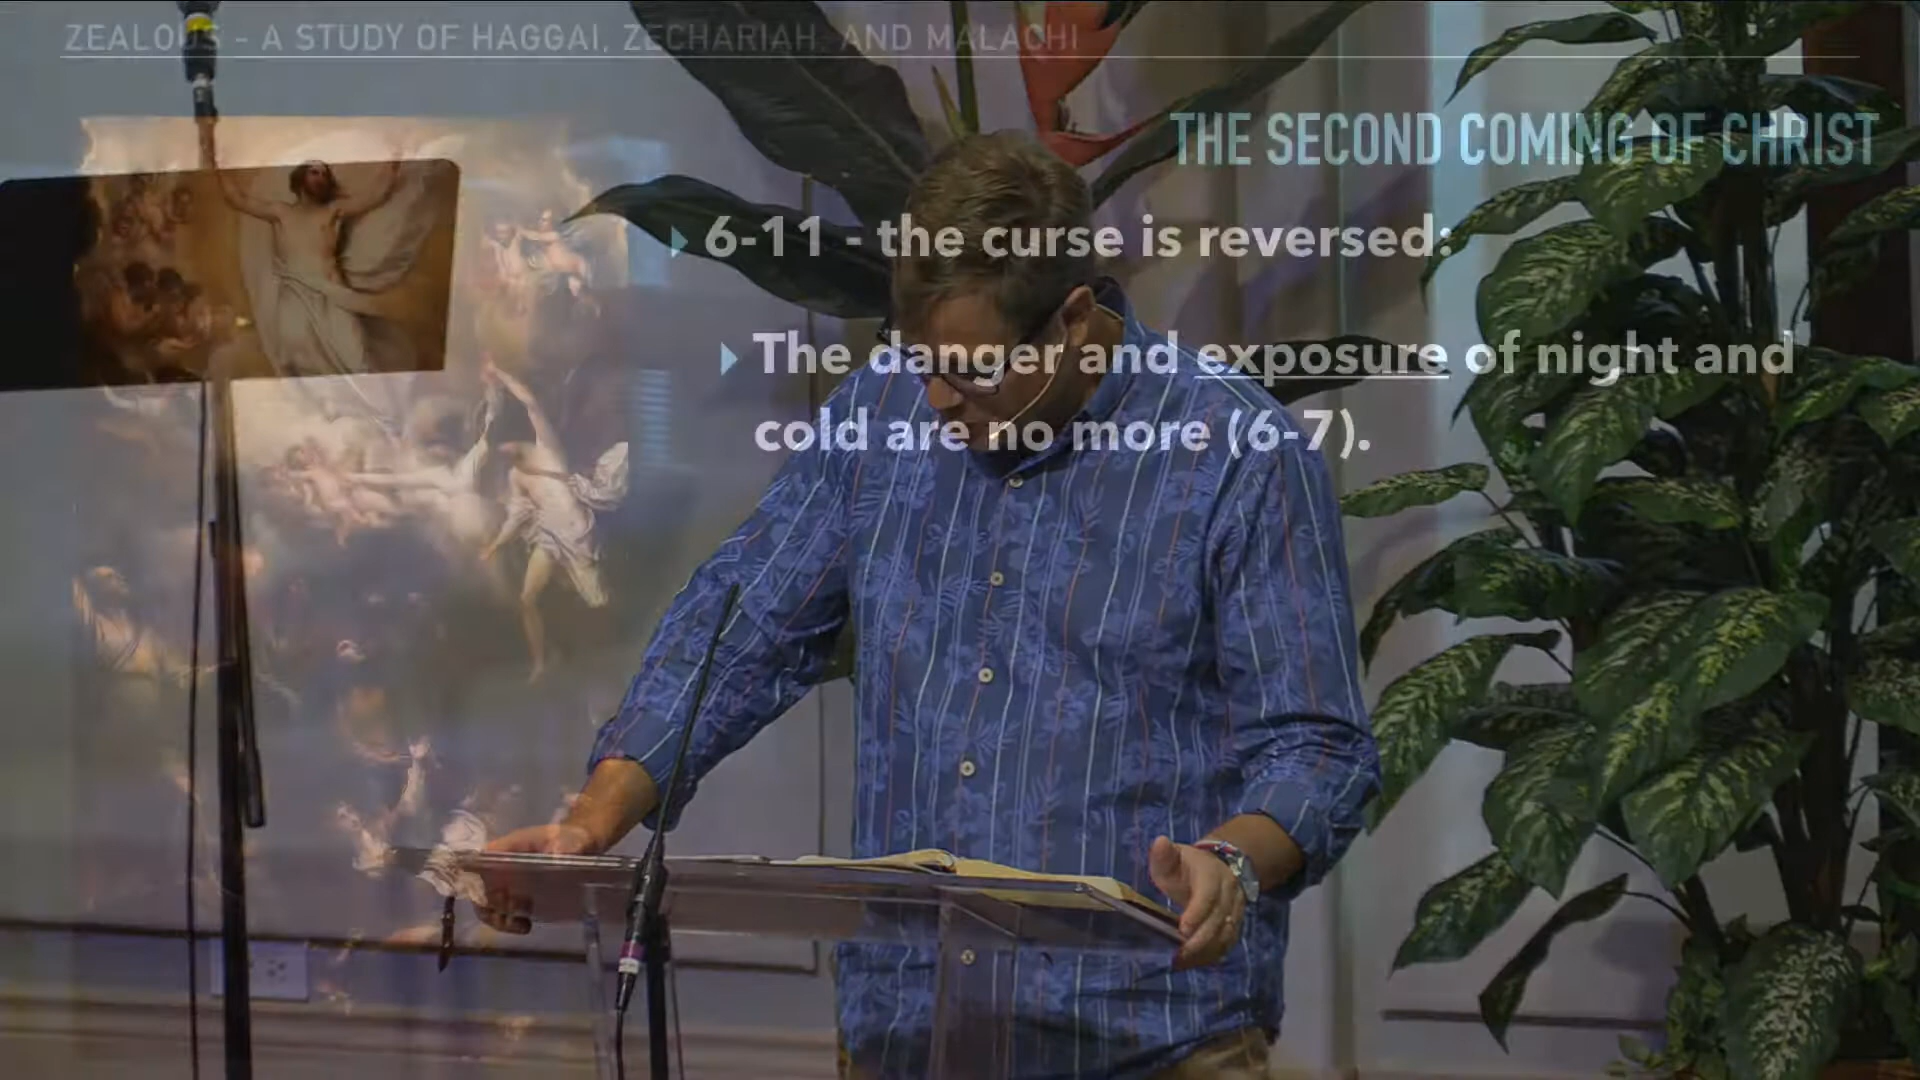 ZEALOUS - A STUDY OF HAGGAI, ZECHARIAH, AND MALACHI
THE SECOND COMING OF CHRIST
6-11 - the curse is reversed:
The danger and exposure of night and
cold are no more (6-7).